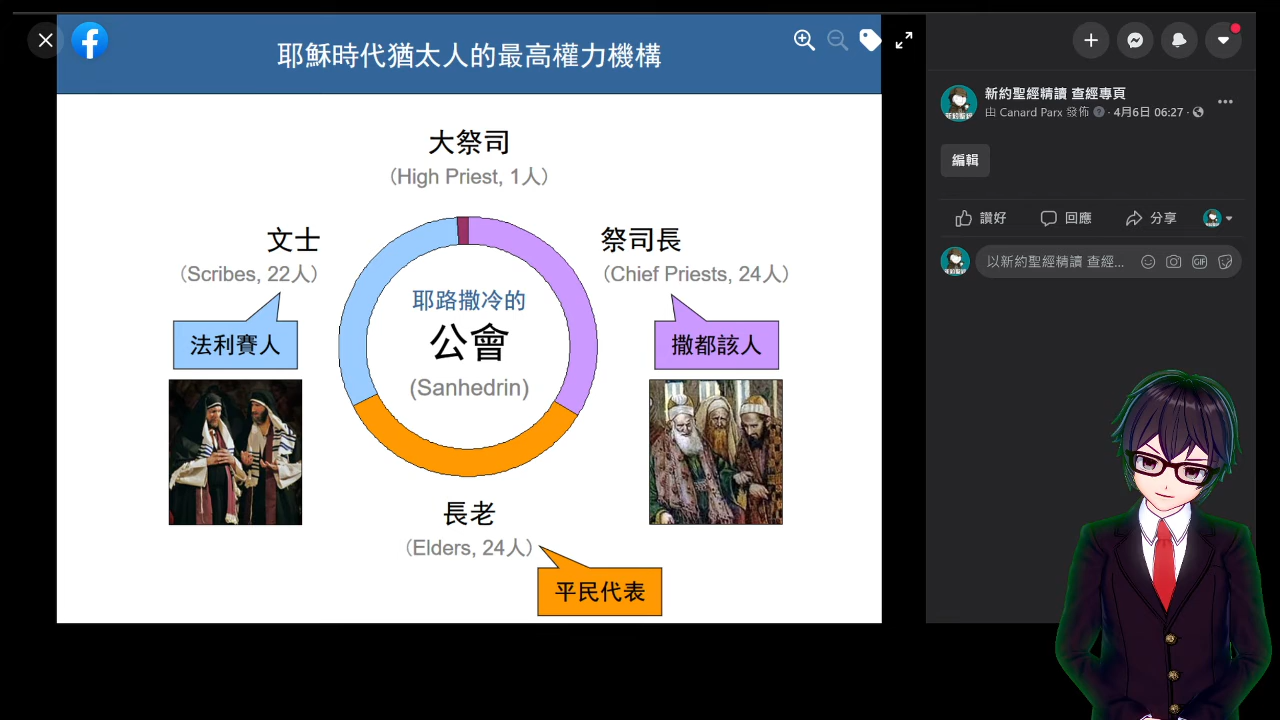 耶穌時代猶太人的最高權力機構
大祭司
(High Priest, 1人)
文士
(Scribes, 22人)
祭司長
(Chief Priests, 24人)
法利賽人
撒都該人
耶路撒冷的
公會
(Sanhedrin)
長老
(Elders, 24人)
平民代表
新約聖經精讀 查經專頁
由 Canard Parx 發佈 · 4月6日 06:27 ·
編輯
讚好
回應
分享
以新約聖經精讀 查經...
GIF